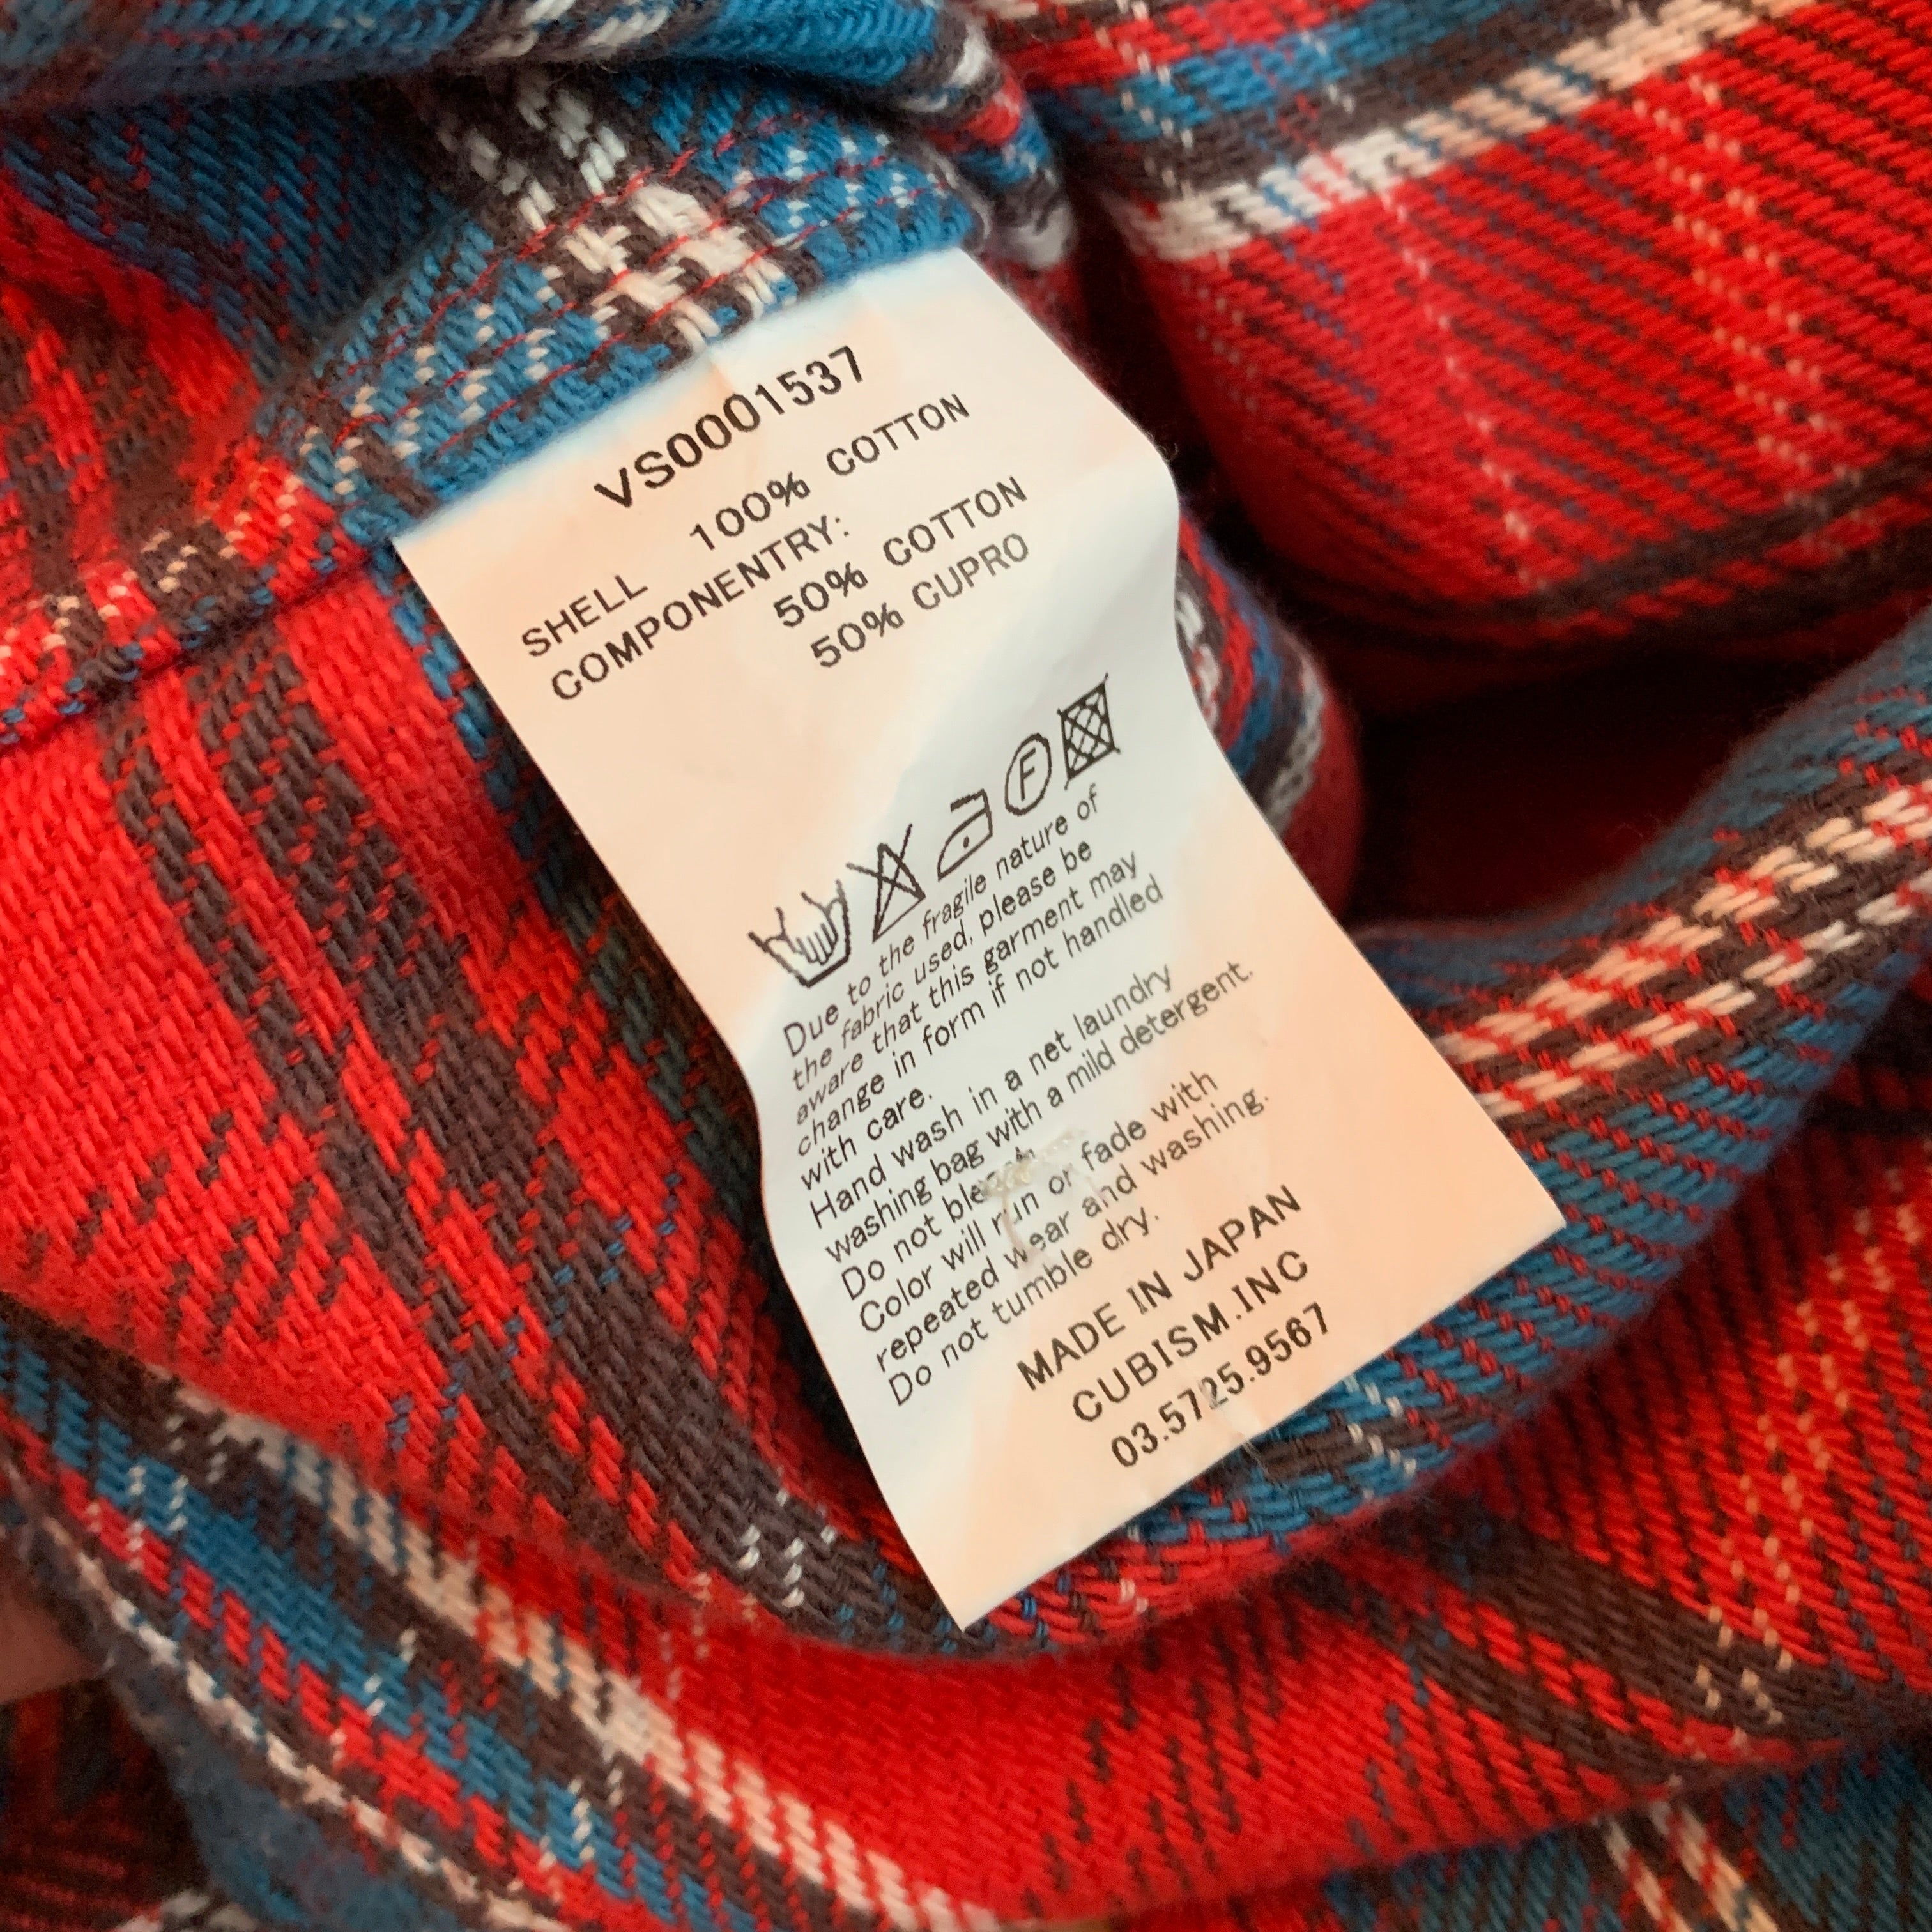 VS0001537
SHELL 100% COTTON
COMPONENTRY:
50% COTTON
50% CUPRO
F
Due to the fragile nature of
the fabric used, please be
aware that this garment may
change in form if not handled
with care.
Hand wash in a net laundry
washing bag with a mild detergent.
Do not bleach.
Color will run or fade with
repeated wear and washing.
Do not tumble dry.
MADE IN JAPAN
CUBISM.INC
03.5725.9567